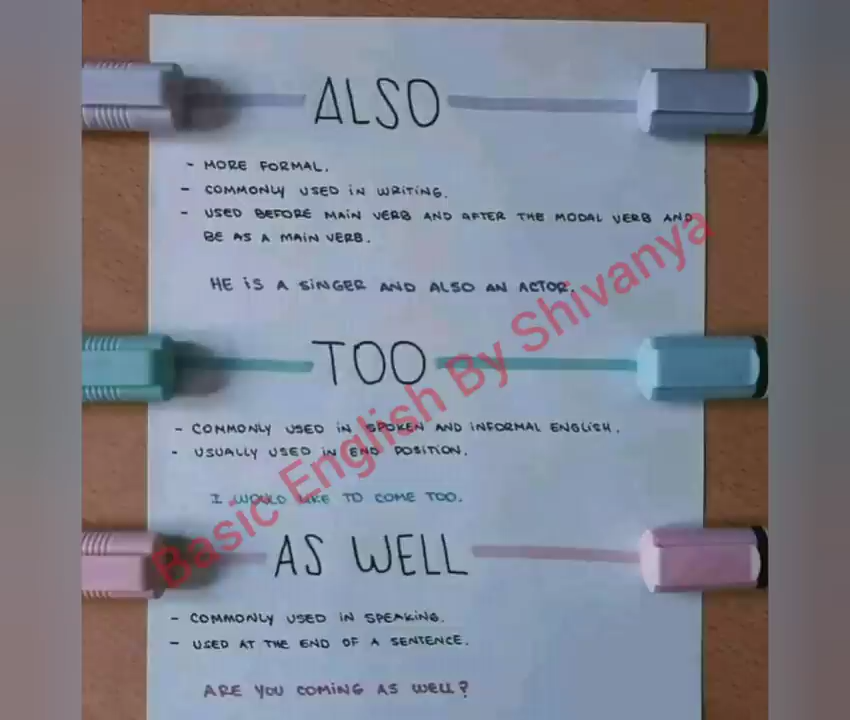 ALSO
- MORE FORMAL.
- COMMONLY USED IN WRITING.
- USED BEFORE MAIN VERB AND AFTER THE MODAL VERB AND
BE AS A MAIN VERB.
HE IS A SINGER AND ALSO AN ACTOR.
TOO
- COMMONLY USED IN SPOKEN AND INFORMAL ENGLISH.
- USUALLY USED IN END POSITION.
I WOULD LIKE TO COME TOO.
AS WELL
- COMMONLY USED IN SPEAKING.
- USED AT THE END OF A SENTENCE.
ARE YOU COMING AS WELL?
Basic English By Shivanya